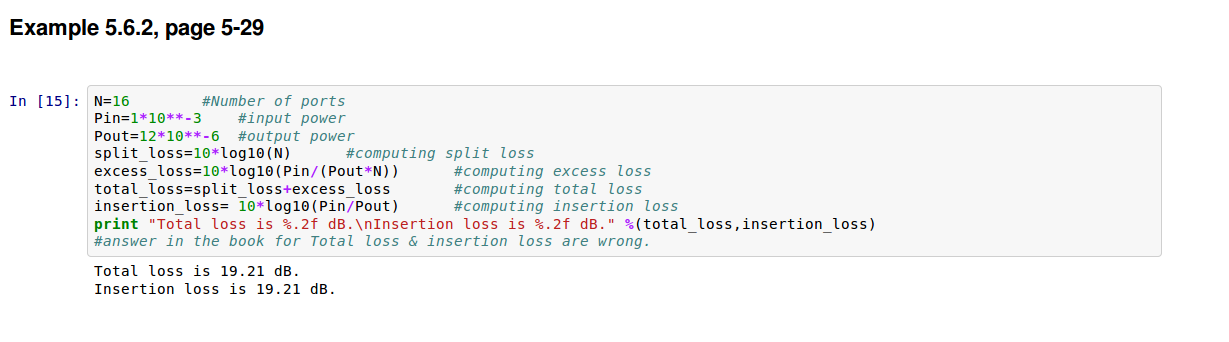 Example 5.6.2, page 5-29
In [15]: N=16        #Number of ports
Pin=1*10**-3    #input power
Pout=12*10**-6  #output power
split_loss=10*log10(N)      #computing split loss
excess_loss=10*log10(Pin/(Pout*N))      #computing excess loss
total_loss=split_loss+excess_loss       #computing total loss
insertion_loss= 10*log10(Pin/Pout)      #computing insertion loss
print "Total loss is %.2f dB.\nInsertion loss is %.2f dB." %(total_loss,insertion_loss)
#answer in the book for Total loss & insertion loss are wrong.
Total loss is 19.21 dB.
Insertion loss is 19.21 dB.